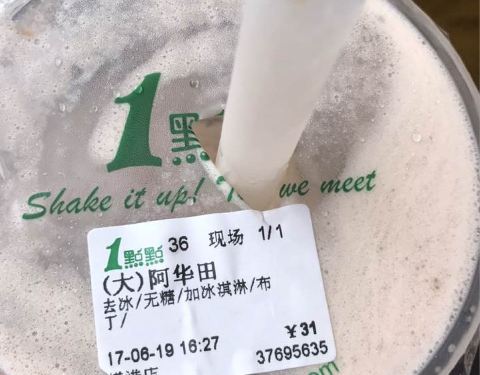 1點
Shake it up! we meet
1點點 36 现场 1/1
(大)阿华田
去冰/无糖/加冰淇淋/布
丁/
¥31
17-06-19 16:27 37695635